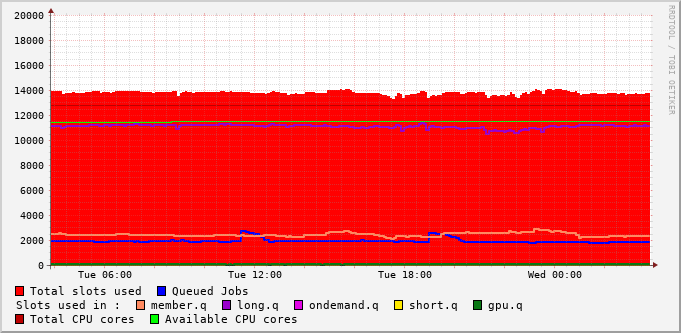 RRDTOOL / TOBI OETIKER
20000
18000
16000
14000
12000
10000
8000
6000
4000
2000
0
Tue 06:00 Tue 12:00 Tue 18:00 Wed 00:00
Total slots used Queued Jobs
Slots used in : member.q long.q ondemand.q short.q gpu.q
Total CPU cores Available CPU cores